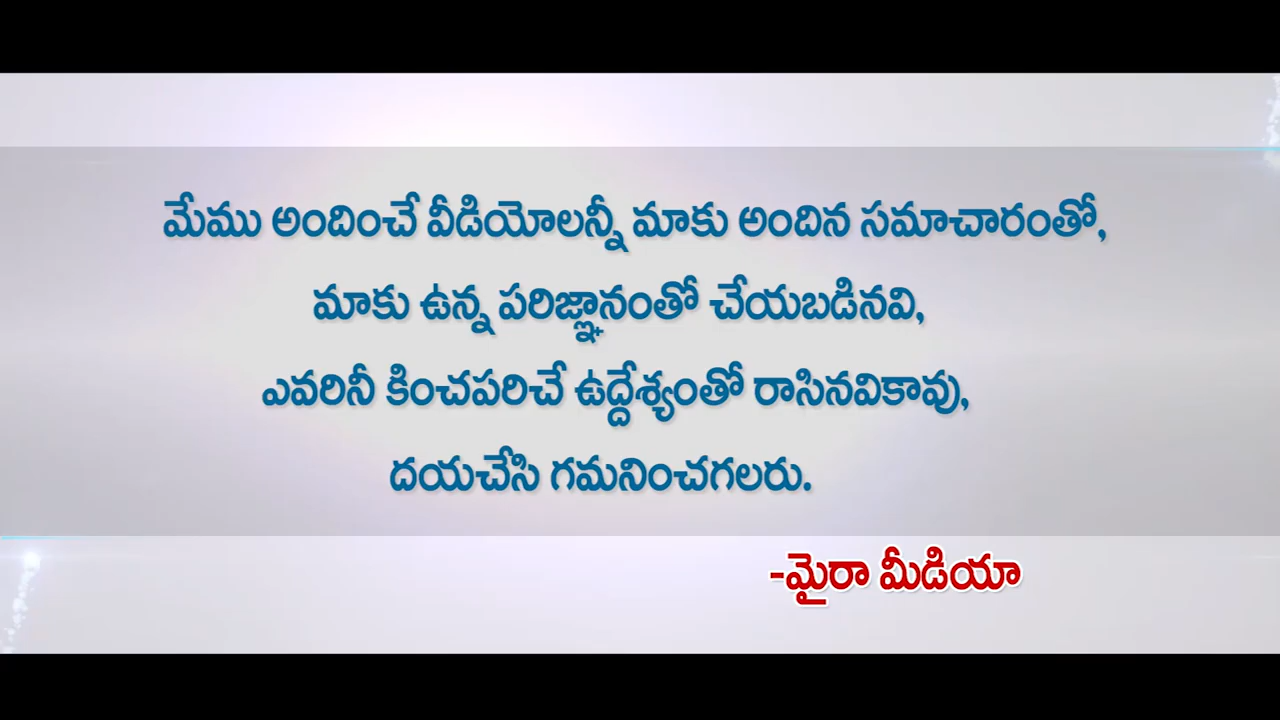 మేము అందించే వీడియోలన్నీ మాకు అందిన సమాచారంతో,
మాకు ఉన్న పరిజ్ఞానంతో చేయబడినవి,
ఎవరినీ కించపరిచే ఉద్దేశ్యంతో రాసినవికావు,
దయచేసి గమనించగలరు.
-మైరా మీడియా